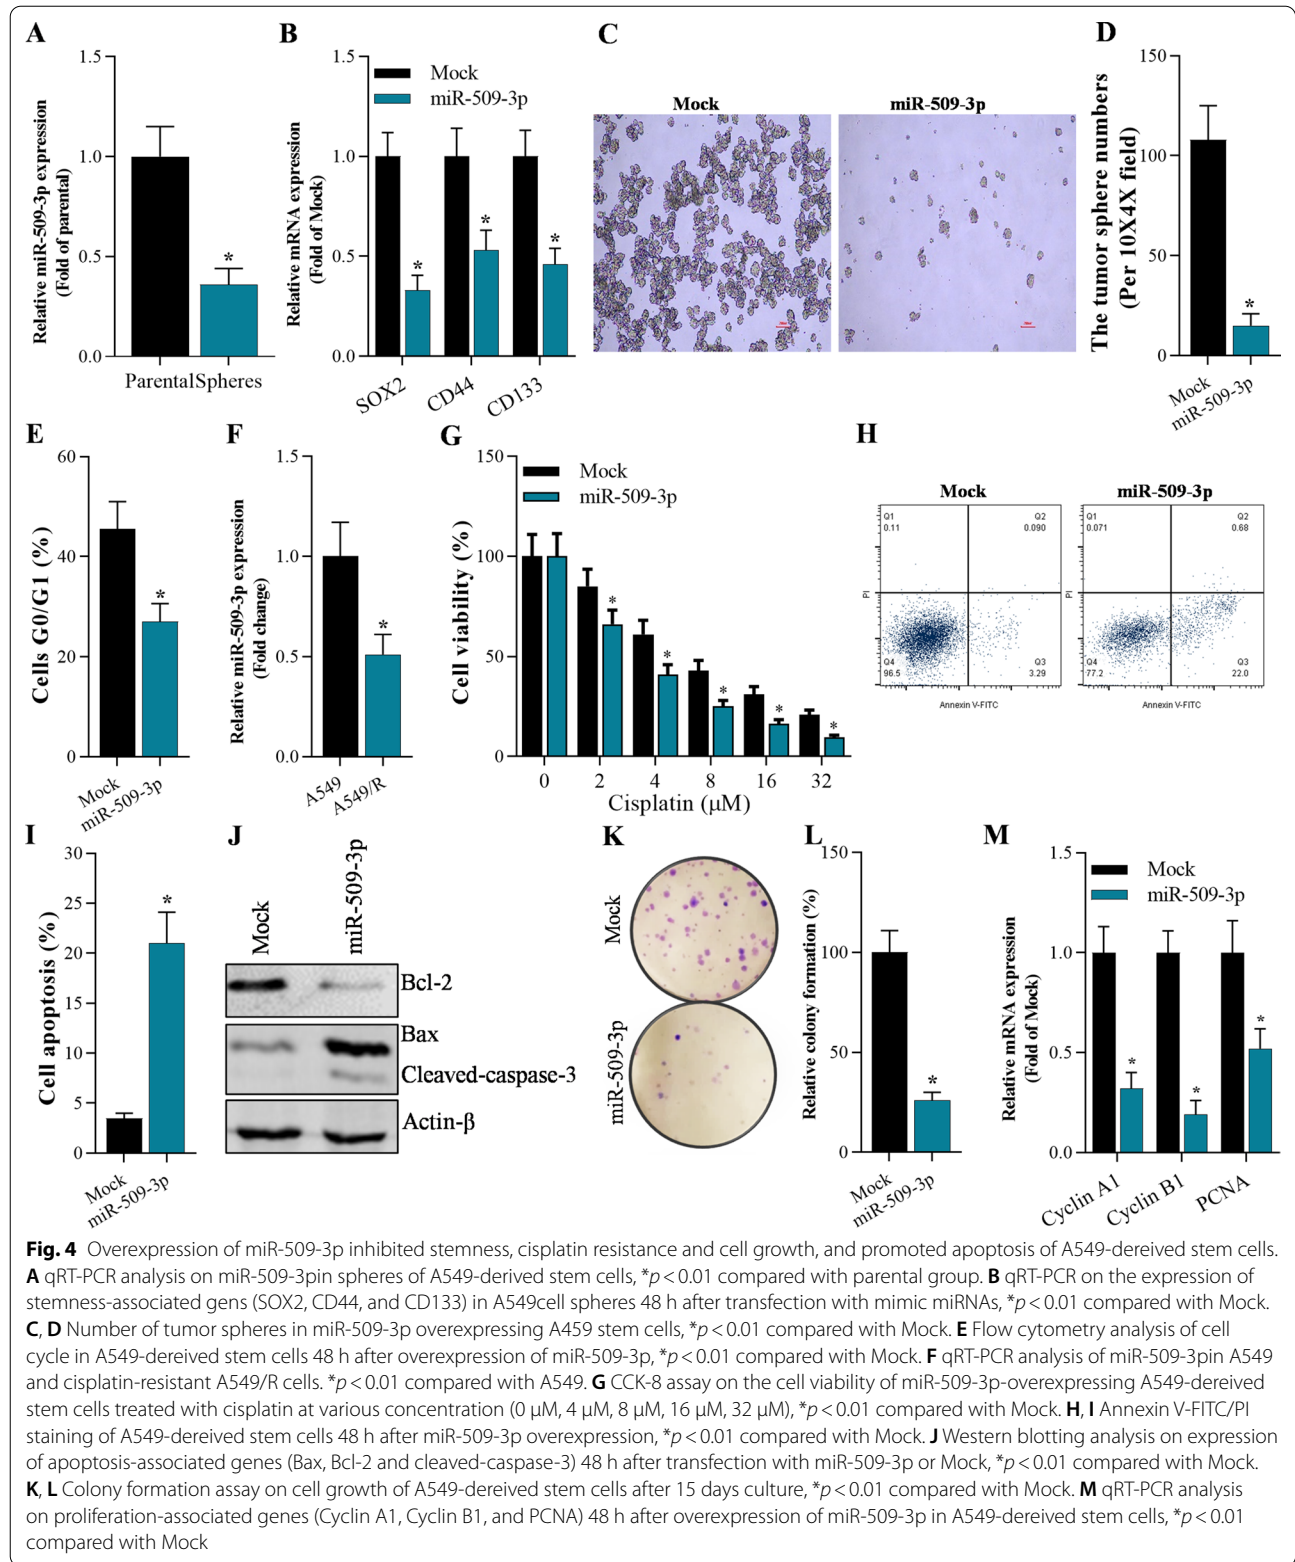 A
Relative miR-509-3p expression
(Fold of parental)
1.5
1.0
0.5
0.0
ParentalSpheres
*
B
Relative mRNA expression
(Fold of Mock)
1.5
1.0
0.5
0.0
Mock
miR-509-3p
*
*
*
SOX2
CD44
CD133
C
Mock
miR-509-3p
D
The tumor sphere numbers
(Per 10X4X field)
150
100
50
0
*
Mock
miR-509-3p
E
Cells G0/G1 (%)
60
40
20
0
*
Mock
miR-509-3p
F
Relative miR-509-3p expression
(Fold change)
1.5
1.0
0.5
0.0
*
A549
A549/R
G
Cell viability (%)
150
100
50
0
Mock
miR-509-3p
*
*
*
*
*
0 2 4 8 16 32
Cisplatin (μM)
H
Mock
miR-509-3p
Q1
0.11
Q2
0.090
Q4
96.5
Q3
3.29
PI
Annexin V-FITC
Q1
0.071
Q2
0.68
Q4
77.2
Q3
22.0
PI
Annexin V-FITC
I
Cell apoptosis (%)
30
25
20
15
10
5
0
*
Mock
miR-509-3p
J
Mock
miR-509-3p
Bcl-2
Bax
Cleaved-caspase-3
Actin-β
K
Mock
miR-509-3p
L
Relative colony formation (%)
150
100
50
0
*
Mock
miR-509-3p
M
Relative mRNA expression
(Fold of Mock)
1.5
1.0
0.5
0.0
Mock
miR-509-3p
*
*
*
Cyclin A1
Cyclin B1
PCNA
Fig. 4 Overexpression of miR-509-3p inhibited stemness, cisplatin resistance and cell growth, and promoted apoptosis of A549-dereived stem cells.
A qRT-PCR analysis on miR-509-3pin spheres of A549-derived stem cells, *p < 0.01 compared with parental group. B qRT-PCR on the expression of
stemness-associated gens (SOX2, CD44, and CD133) in A549cell spheres 48 h after transfection with mimic miRNAs, *p < 0.01 compared with Mock.
C, D Number of tumor spheres in miR-509-3p overexpressing A459 stem cells, *p < 0.01 compared with Mock. E Flow cytometry analysis of cell
cycle in A549-dereived stem cells 48 h after overexpression of miR-509-3p, *p < 0.01 compared with Mock. F qRT-PCR analysis of miR-509-3pin A549
and cisplatin-resistant A549/R cells. *p < 0.01 compared with A549. G CCK-8 assay on the cell viability of miR-509-3p-overexpressing A549-dereived
stem cells treated with cisplatin at various concentration (0 μM, 4 μM, 8 μM, 16 μM, 32 μM), *p < 0.01 compared with Mock. H, I Annexin V-FITC/PI
staining of A549-dereived stem cells 48 h after miR-509-3p overexpression, *p < 0.01 compared with Mock. J Western blotting analysis on expression
of apoptosis-associated genes (Bax, Bcl-2 and cleaved-caspase-3) 48 h after transfection with miR-509-3p or Mock, *p < 0.01 compared with Mock.
K, L Colony formation assay on cell growth of A549-dereived stem cells after 15 days culture, *p < 0.01 compared with Mock. M qRT-PCR analysis
on proliferation-associated genes (Cyclin A1, Cyclin B1, and PCNA) 48 h after overexpression of miR-509-3p in A549-dereived stem cells, *p < 0.01
compared with Mock